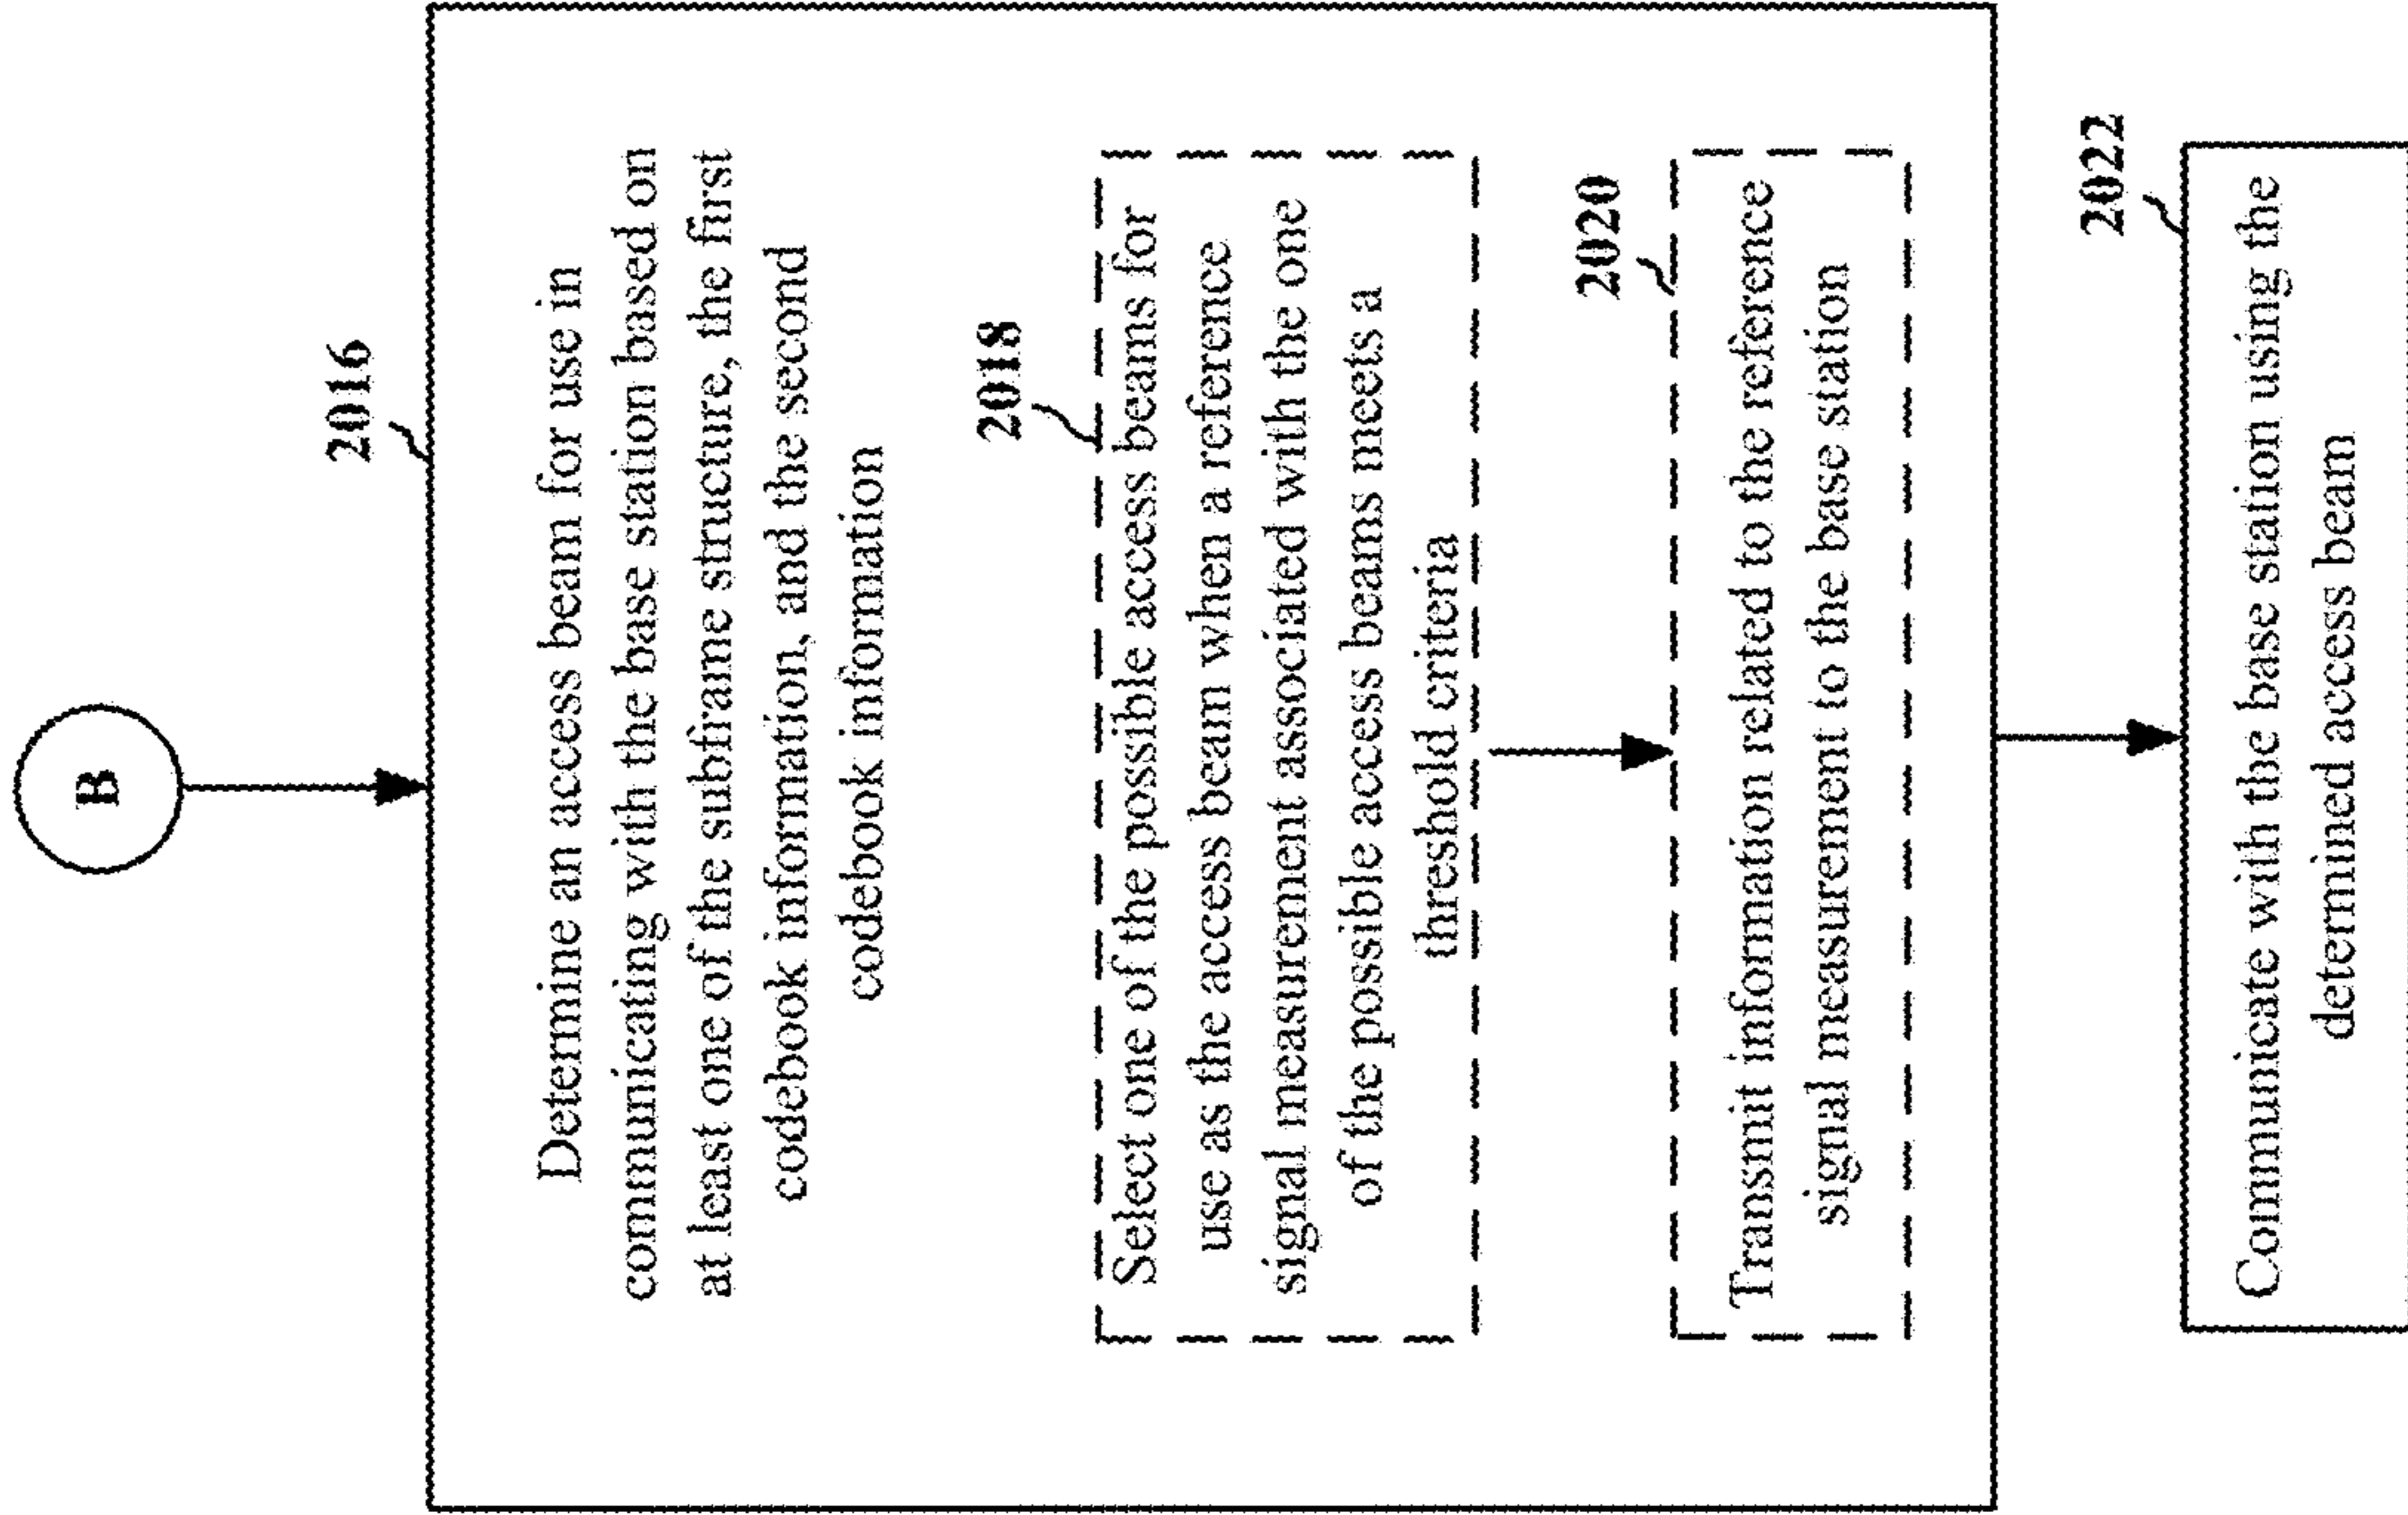 B
2016
Determine an access beam for use in
communicating with the base station based on
at least one of the subframe structure, the first
codebook information, and the second
codebook information
2018
Select one of the possible access beams for
use as the access beam when a reference
signal measurement associated with the one
of the possible access beams meets a
threshold criteria
2020
Transmit information related to the reference
signal measurement to the base station
2022
Communicate with the base station using the
determined access beam